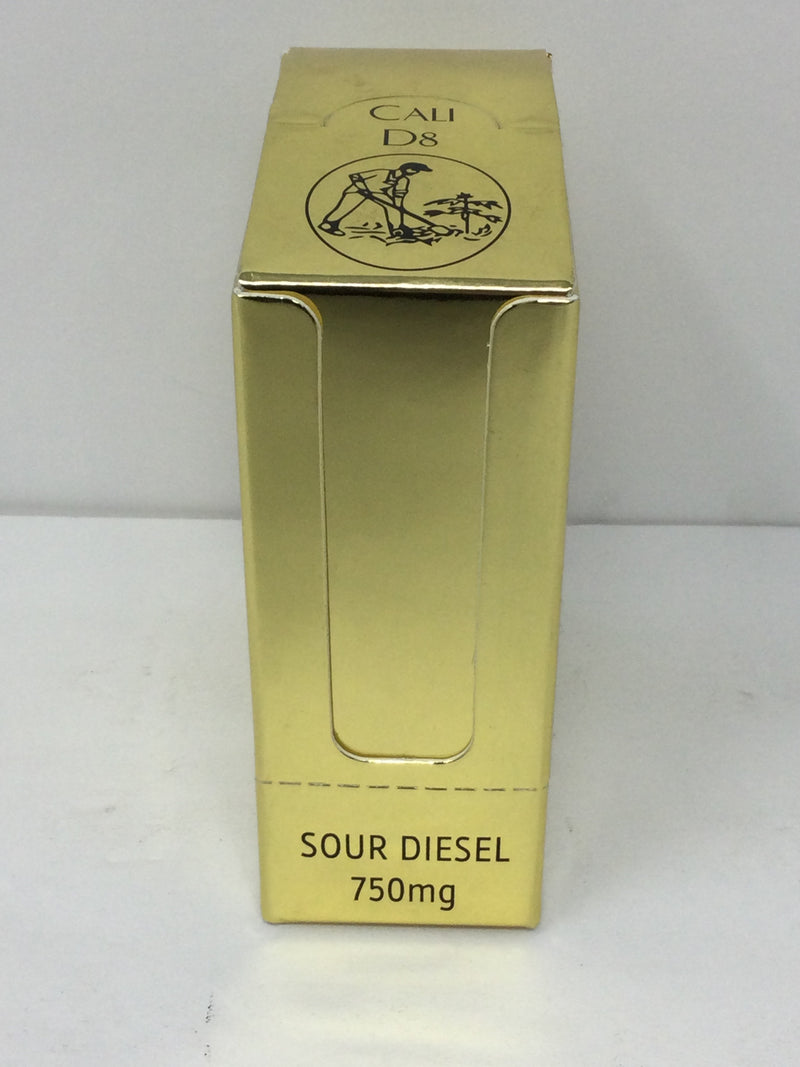 CALI
D8
SOUR DIESEL
750mg